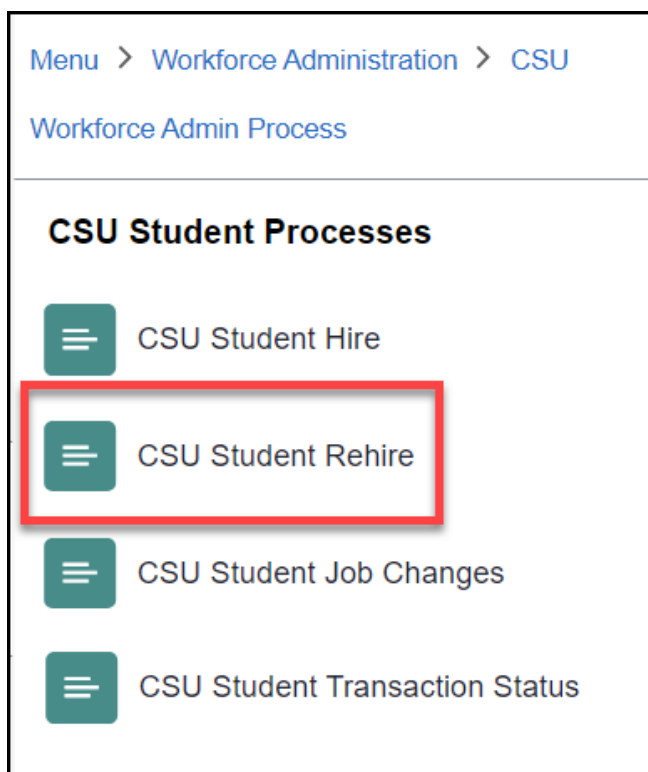 Menu > Workforce Administration > CSU
Workforce Admin Process
CSU Student Processes
CSU Student Hire
CSU Student Rehire
CSU Student Job Changes
CSU Student Transaction Status